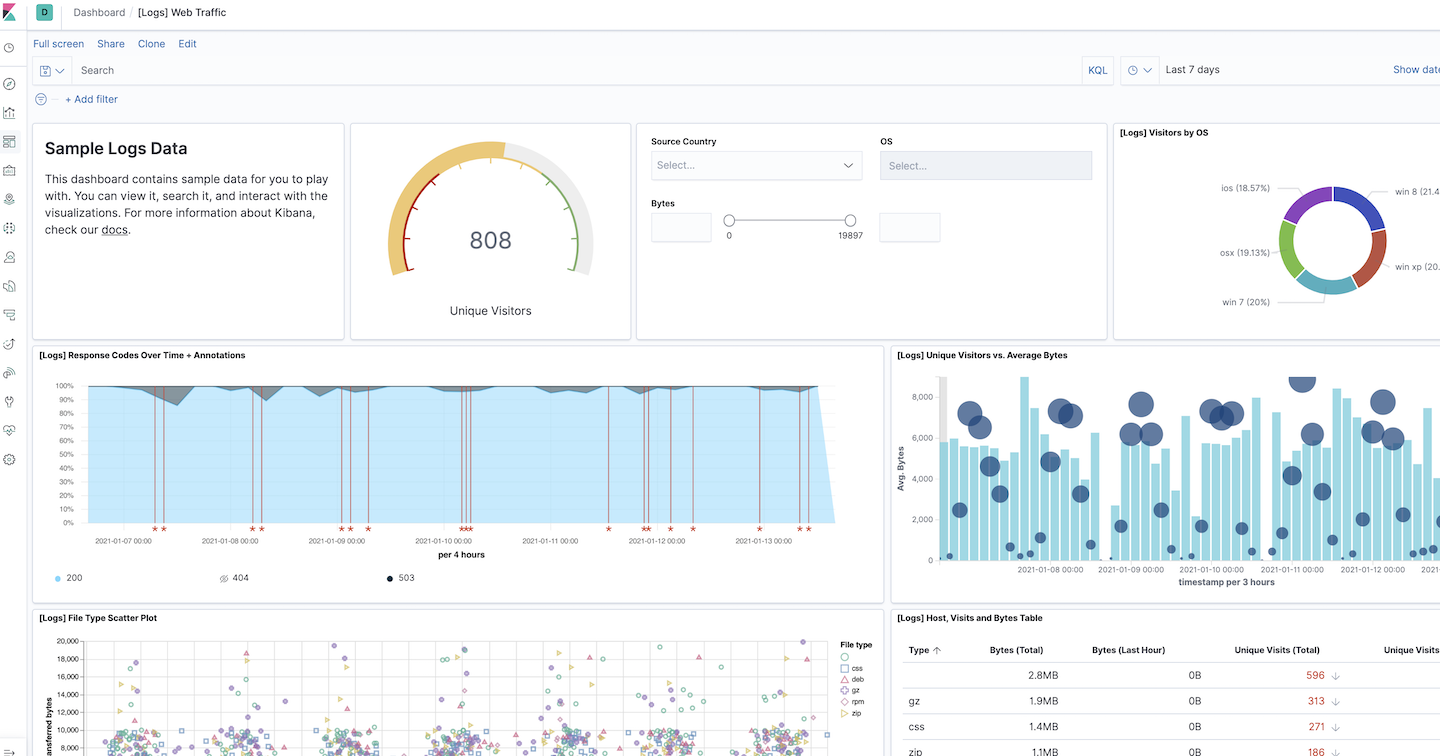 D Dashboard / [Logs] Web Traffic
Full screen Share Clone Edit
Search KQL Last 7 days Show date
+ Add filter
Sample Logs Data
This dashboard contains sample data for you to play
with. You can view it, search it, and interact with the
visualizations. For more information about Kibana,
check our docs.
808
Unique Visitors
Source Country OS
Select... Select...
Bytes
0 19897
[Logs] Visitors by OS
ios (18.57%) win 8 (21.4
osx (19.13%) win xp (20.
win 7 (20%)
[Logs] Response Codes Over Time + Annotations
100%
90%
80%
70%
60%
50%
40%
30%
20%
10%
0%
2021-01-07 00:00 2021-01-08 00:00 2021-01-09 00:00 2021-01-10 00:00 2021-01-11 00:00 2021-01-12 00:00 2021-01-13 00:00
per 4 hours
200 404 503
[Logs] Unique Visitors vs. Average Bytes
Avg. Bytes
8,000
6,000
4,000
2,000
0
2021-01-08 00:00 2021-01-09 00:00 2021-01-10 00:00 2021-01-11 00:00 2021-01-12 00:00 2021-
timestamp per 3 hours
[Logs] File Type Scatter Plot
20,000
18,000
16,000
14,000
12,000
10,000
8,000
ansferred bytes
File type
css
deb
gz
rpm
zip
[Logs] Host, Visits and Bytes Table
Type Bytes (Total) Bytes (Last Hour) Unique Visits (Total) Unique Visits
2.8MB 0B 596
gz 1.9MB 0B 313
css 1.4MB 0B 271
zip 1.1MB 0B 186